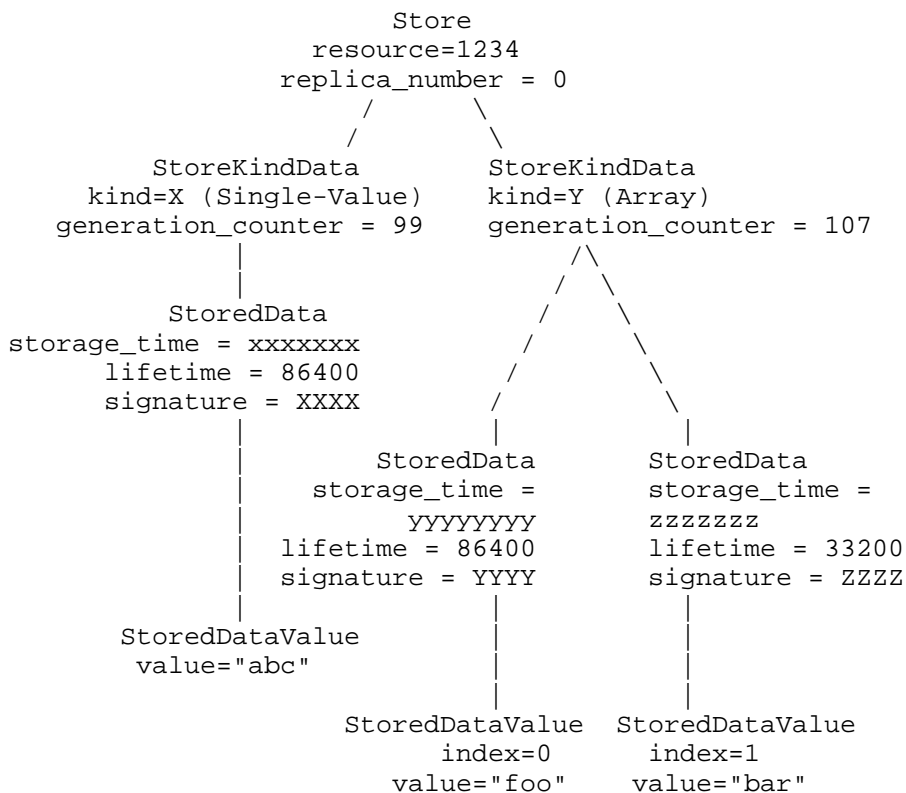 Store
resource=1234
replica_number = 0
StoreKindData StoreKindData
kind=X (Single-Value) kind=Y (Array)
generation_counter = 99 generation_counter = 107
StoredData
storage_time = xxxxxxx
lifetime = 86400
signature = XXXX
StoredData StoredData
storage_time = storage_time =
yyyyyyyy zzzzzzz
lifetime = 86400 lifetime = 33200
signature = YYYY signature = ZZZZ
StoredDataValue
value="abc"
StoredDataValue StoredDataValue
index=0 index=1
value="foo" value="bar"